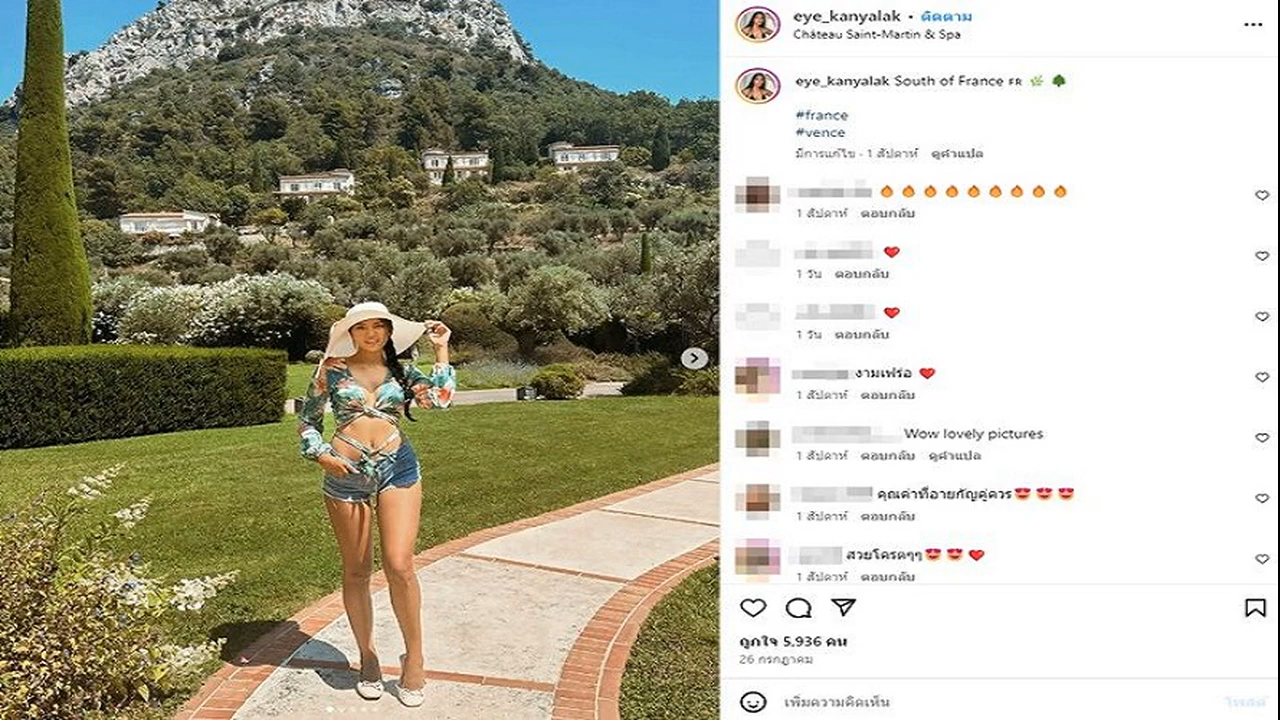 eye_kanyalak • ติดตาม
Château Saint-Martin & Spa
eye_kanyalak South of France FR
#france
#vence
มีการแก้ไข · 1 สัปดาห์ ดูคำแปล
1 สัปดาห์ ตอบกลับ
1 วัน ตอบกลับ
1 วัน ตอบกลับ
งามเฟร่อ
1 สัปดาห์ ตอบกลับ
Wow lovely pictures
1 สัปดาห์ ตอบกลับ ดูคำแปล
คุณค่าที่อายกัญคู่ควร
1 สัปดาห์ ตอบกลับ
สวยโครตๆๆ
1 สัปดาห์ ตอบกลับ
ถูกใจ 5,936 คน
26 กรกฎาคม
เพิ่มความคิดเห็น
โพสต์